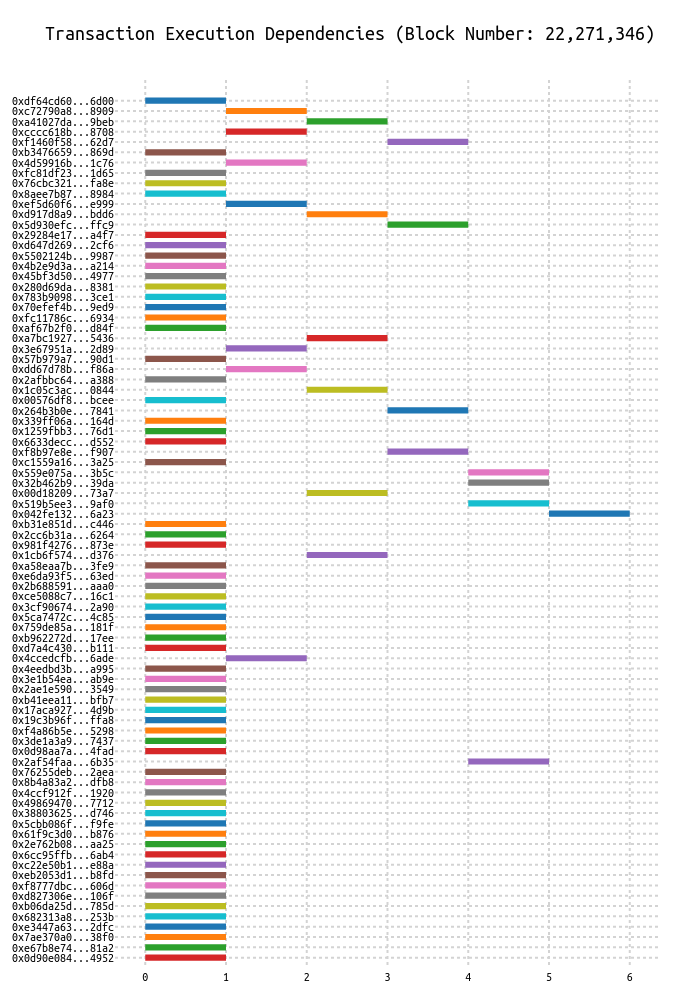 Transaction Execution Dependencies (Block Number: 22,271,346)
0xdf64cd60...6d00
0xc72790a8...8909
0xa41027da...9beb
0xcccc618b...8708
0xf1460f58...62d7
0xb3476659...869d
0x4d59916b...1c76
0xfc81df23...1d65
0x76cbc321...fa8e
0x8aee7b87...8984
0xef5d60f6...e999
0xd917d8a9...bdd6
0x5d930efc...ffc9
0x29284e17...a4f7
0xd647d269...2cf6
0x5502124b...9987
0x4b2e9d3a...a214
0x45bf3d50...4977
0x280d69da...8381
0x783b9098...3ce1
0x70efef4b...9ed9
0xfc11786c...6934
0xaf67b2f0...d84f
0xa7bc1927...5436
0x3e67951a...2d89
0x57b979a7...90d1
0xdd67d78b...f86a
0x2afbbc64...a388
0x1c05c3ac...0844
0x00576df8...bcee
0x264b3b0e...7841
0x339ff06a...164d
0x1259fbb3...76d1
0x6633decc...d552
0xf8b97e8e...f907
0xc1559a16...3a25
0x559e075a...3b5c
0x32b462b9...39da
0x00d18209...73a7
0x519b5ee3...9af0
0x042fe132...6a23
0xb31e851d...c446
0x2cc6b31a...6264
0x981f4276...873e
0x1cb6f574...d376
0xa58eaa7b...3fe9
0xe6da93f5...63ed
0x2b688591...aaa0
0xce5088c7...16c1
0x3cf90674...2a90
0x5ca7472c...4c85
0x759de85a...181f
0xb962272d...17ee
0xd7a4c430...b111
0x4ccedcfb...6ade
0x4eedbd3b...a995
0x3e1b54ea...ab9e
0x2ae1e590...3549
0xb41eea11...bfb7
0x17aca927...4d9b
0x19c3b96f...ffa8
0xf4a86b5e...5298
0x3de1a3a9...7437
0x0d98aa7a...4fad
0x2af54faa...6b35
0x76255deb...2aea
0x8b4a83a2...dfb8
0x4ccf912f...1920
0x49869470...7712
0x38803625...d746
0x5cbb086f...f9fe
0x61f9c3d0...b876
0x2e762b08...aa25
0x6cc95ffb...6ab4
0xc22e50b1...e88a
0xeb2053d1...b8fd
0xf8777dbc...606d
0xd827306e...106f
0xb06da25d...785d
0x682313a8...253b
0xe3447a63...2dfc
0x7ae370a0...38f0
0xe67b8e74...81a2
0x0d90e084...4952
0 1 2 3 4 5 6